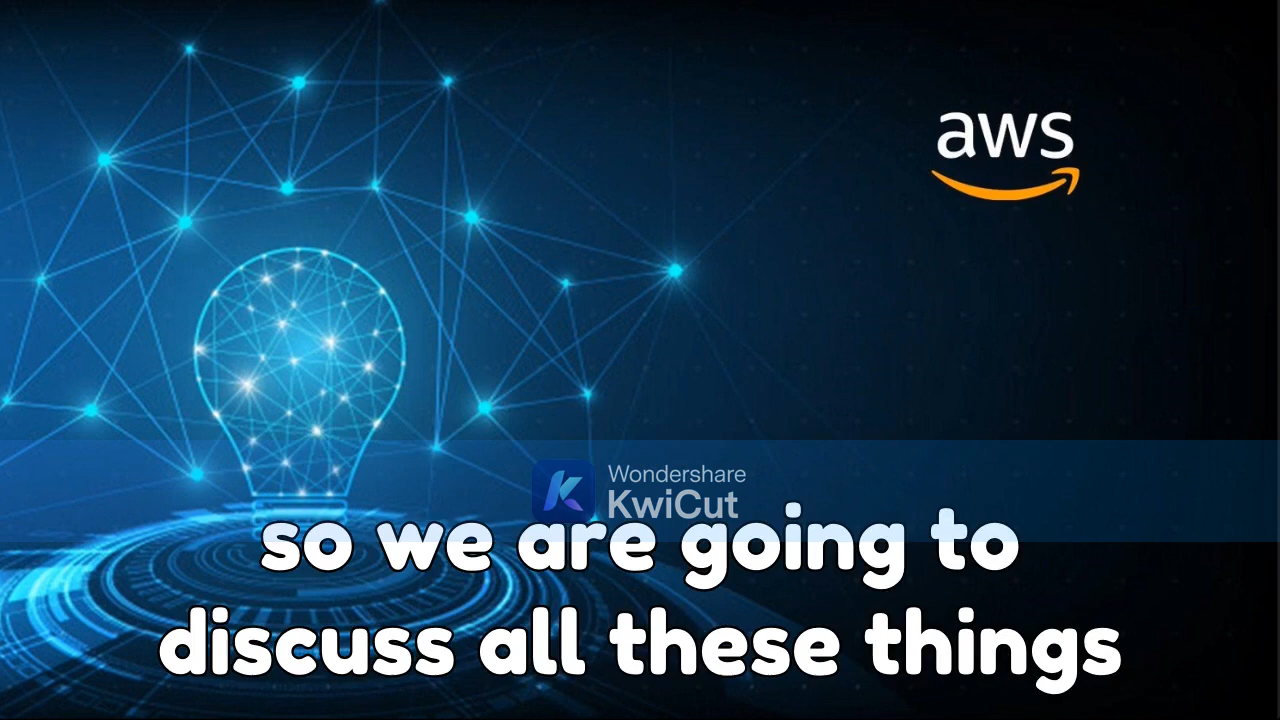 aws
Wondershare
KwiCut
so we are going to
discuss all these things